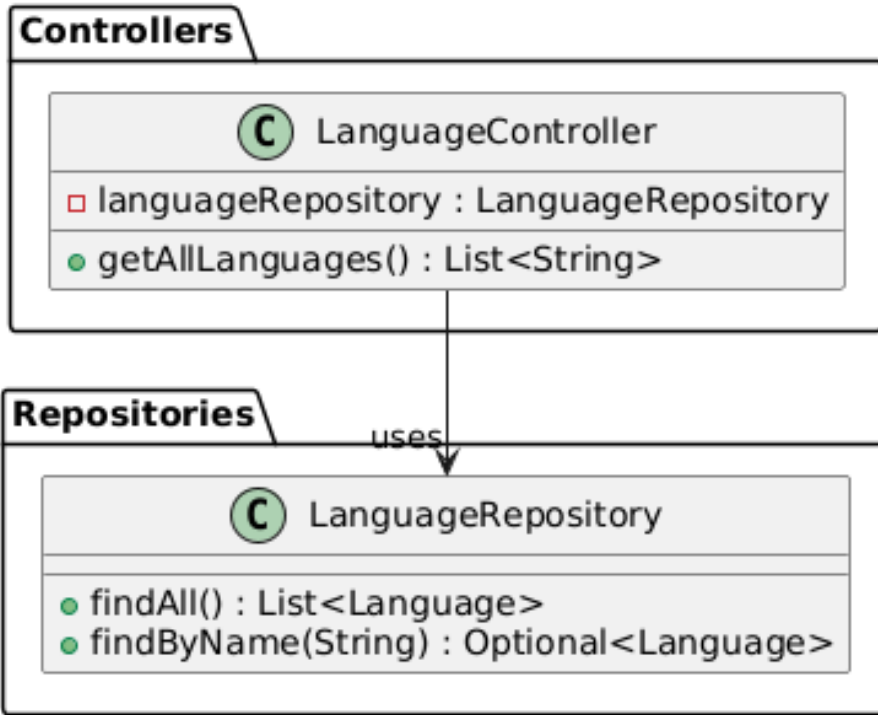 Controllers
C LanguageController
languageRepository : LanguageRepository
getAllLanguages() : List<String>
uses
Repositories
C LanguageRepository
findAll() : List<Language>
findByName(String) : Optional<Language>